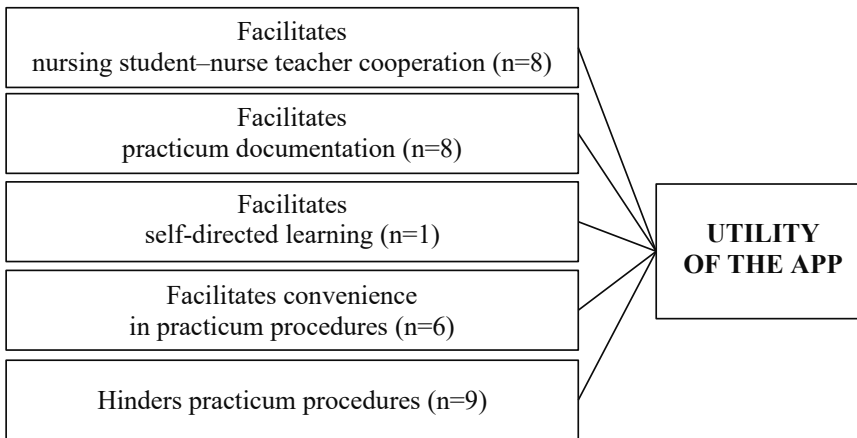 Facilitates
nursing student–nurse teacher cooperation (n=8)
Facilitates
practicum documentation (n=8)
Facilitates
self-directed learning (n=1)
Facilitates convenience
in practicum procedures (n=6)
Hinders practicum procedures (n=9)
UTILITY
OF THE APP